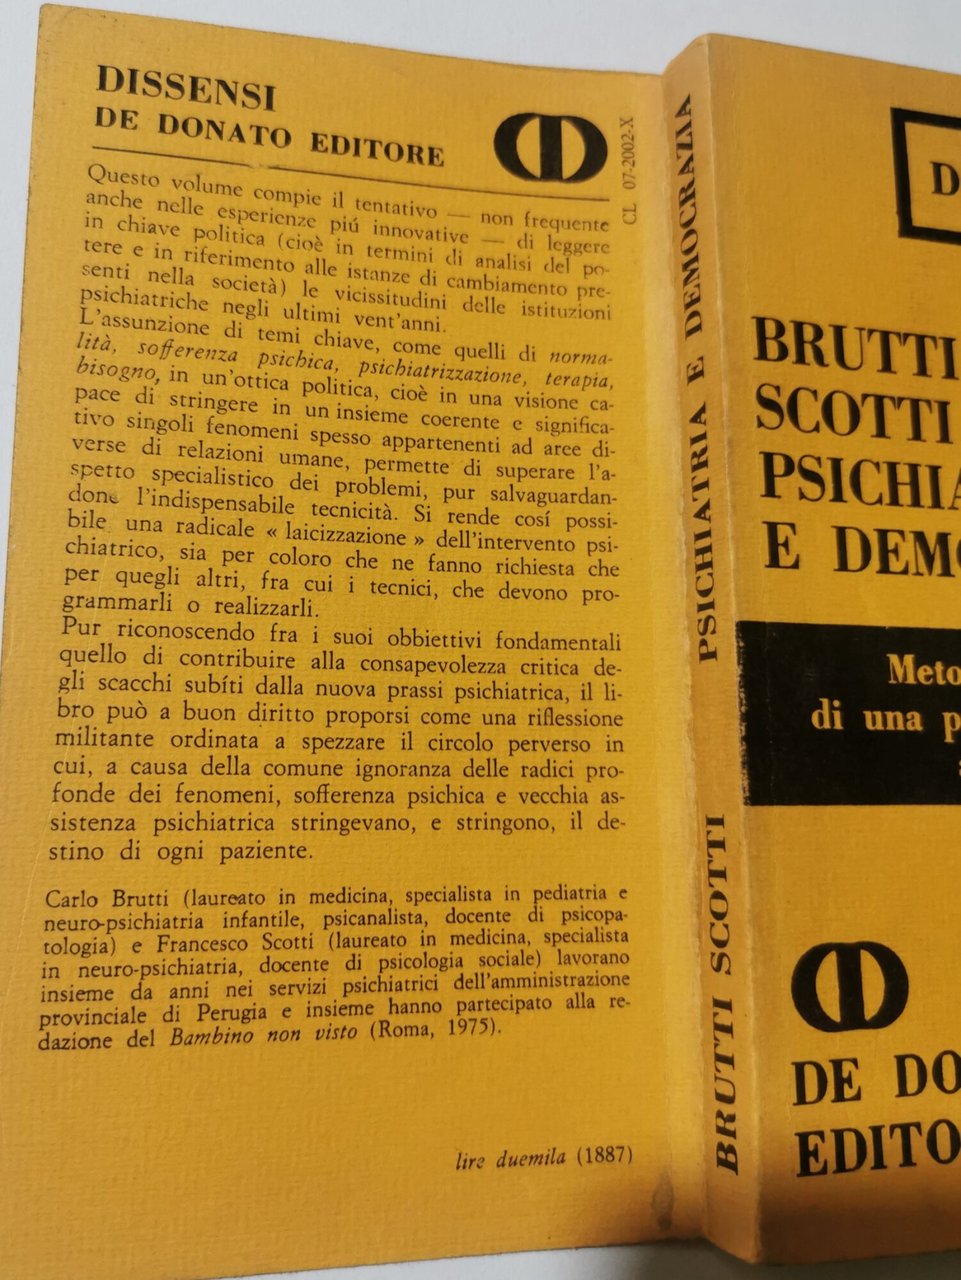 DISSENSI
DE DONATO EDITORE
CL 07-2002-X
Questo volume compie il tentativo — non frequente
anche nelle esperienze piú innovative — di leggere
in chiave politica (cioè in termini di analisi del po-
tere e in riferimento alle istanze di cambiamento pre-
senti nella società) le vicissitudini delle istituzioni
psichiatriche negli ultimi vent'anni.
L'assunzione di temi chiave, come quelli di norma-
lità, sofferenza psichica, psichiatrizzazione, terapia,
bisogno, in un'ottica politica, cioè in una visione ca-
pace di stringere in un insieme coerente e significa-
tivo singoli fenomeni spesso appartenenti ad aree di-
verse di relazioni umane, permette di superare l'a-
spetto specialistico dei problemi, pur salvaguardan-
done l'indispensabile tecnicità. Si rende cosí possi-
bile una radicale « laicizzazione » dell'intervento psi-
chiatrico, sia per coloro che ne fanno richiesta che
per quegli altri, fra cui i tecnici, che devono pro-
grammarli o realizzarli.
Pur riconoscendo fra i suoi obbiettivi fondamentali
quello di contribuire alla consapevolezza critica de-
gli scacchi subíti dalla nuova prassi psichiatrica, il li-
bro può a buon diritto proporsi come una riflessione
militante ordinata a spezzare il circolo perverso in
cui, a causa della comune ignoranza delle radici pro-
fonde dei fenomeni, sofferenza psichica e vecchia as-
sistenza psichiatrica stringevano, e stringono, il de-
stino di ogni paziente.
Carlo Brutti (laureato in medicina, specialista in pediatria e
neuro-psichiatria infantile, psicanalista, docente di psicopa-
tologia) e Francesco Scotti (laureato in medicina, specialista
in neuro-psichiatria, docente di psicologia sociale) lavorano
insieme da anni nei servizi psichiatrici dell'amministrazione
provinciale di Perugia e insieme hanno partecipato alla re-
dazione del Bambino non visto (Roma, 1975).
lire duemila (1887)
BRUTTI SCOTTI PSICHIATRIA E DEMOCRAZIA
D
BRUTTI
SCOTTI
PSICHIA
E DEMO
Meto
di una p
DE DO
EDITO